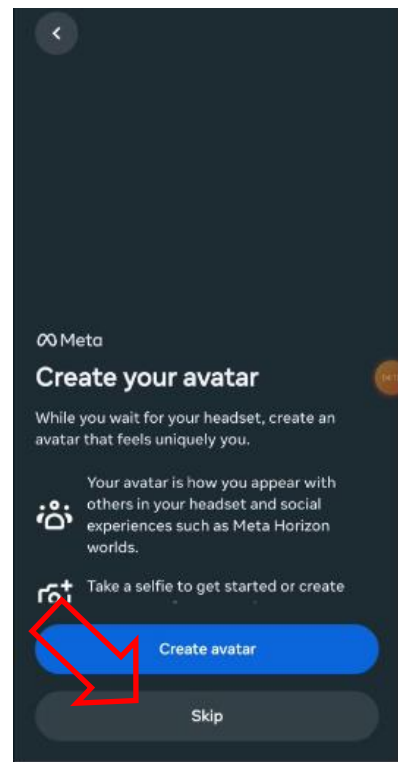 Meta
Create your avatar
While you wait for your headset, create an
avatar that feels uniquely you.
Your avatar is how you appear with
others in your headset and social
experiences such as Meta Horizon
worlds.
Take a selfie to get started or create
Create avatar
Skip